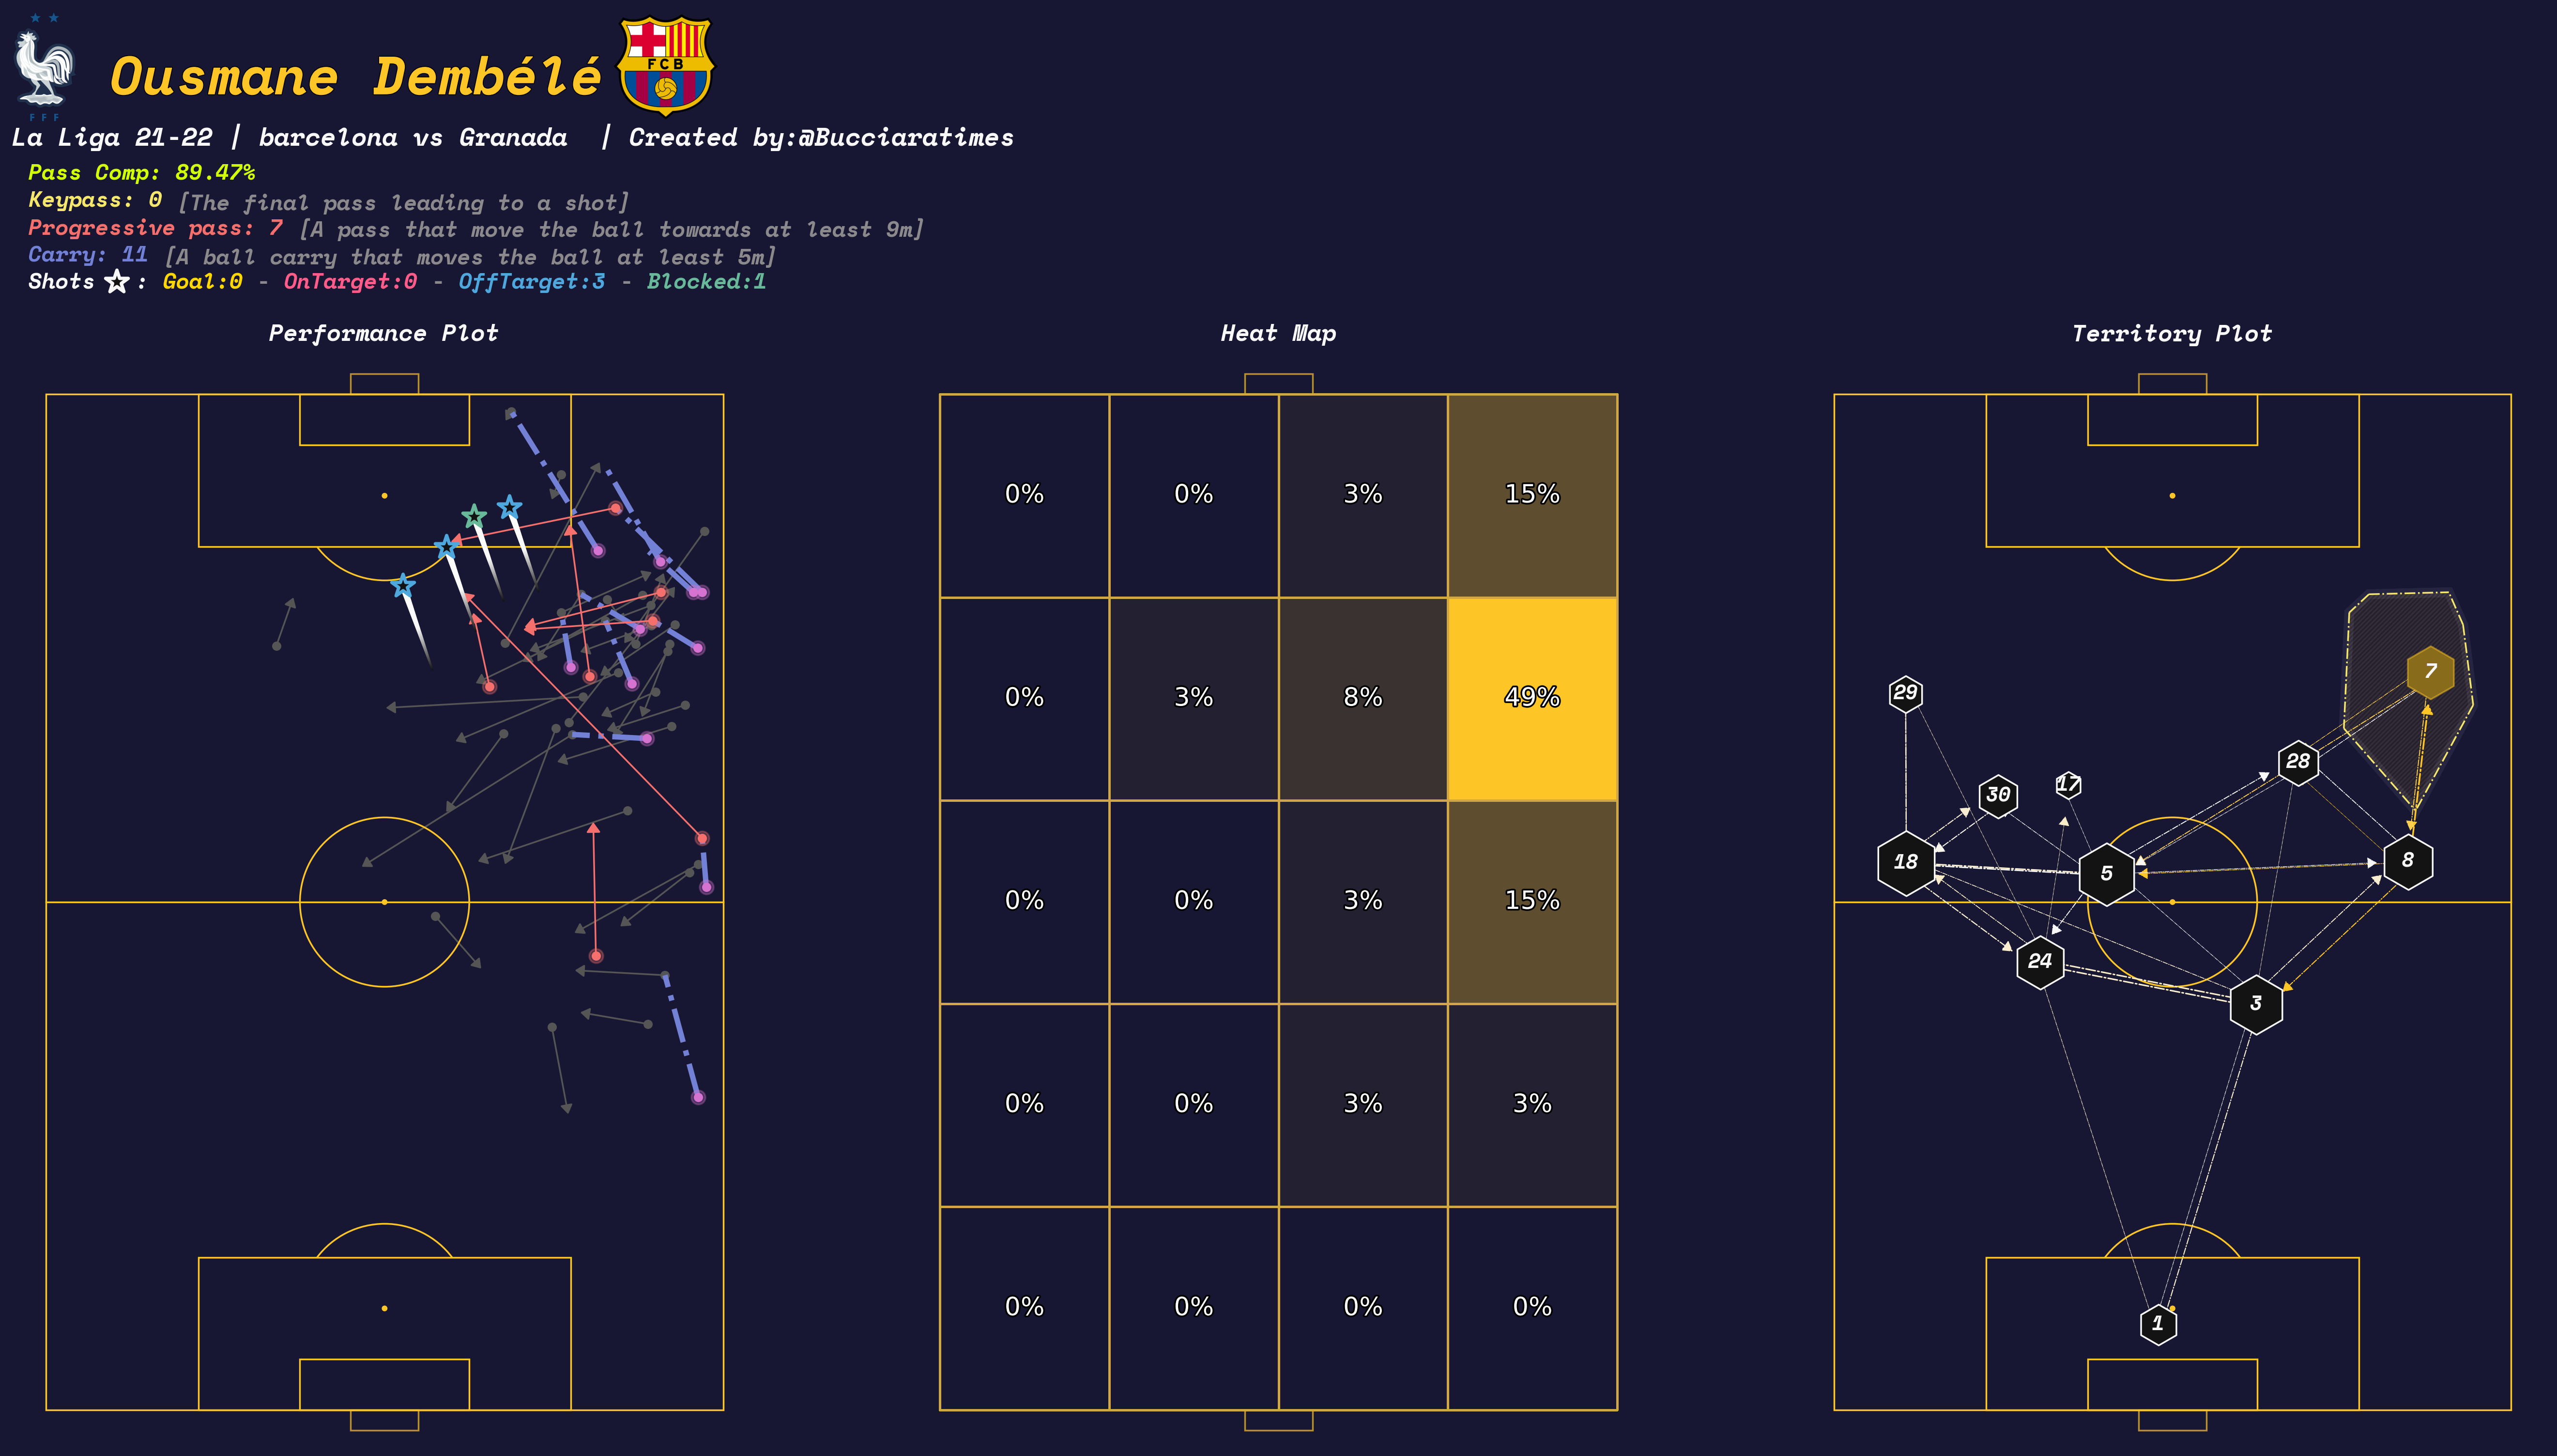 Ousmane Dembélé
FCB
F F F
La Liga 21-22 | barcelona vs Granada | Created by:@Bucciaratimes
Pass Comp: 89.47%
Keypass: 0 [The final pass leading to a shot]
Progressive pass: 7 [A pass that move the ball towards at least 9m]
Carry: 11 [A ball carry that moves the ball at least 5m]
Shots : Goal:0 - OnTarget:0 - OffTarget:3 - Blocked:1
Performance Plot
Heat Map
0% 0% 3% 15%
0% 3% 8% 49%
0% 0% 3% 15%
0% 0% 3% 3%
0% 0% 0% 0%
Territory Plot
7
29
28
30 17
18 5 8
24
3
1